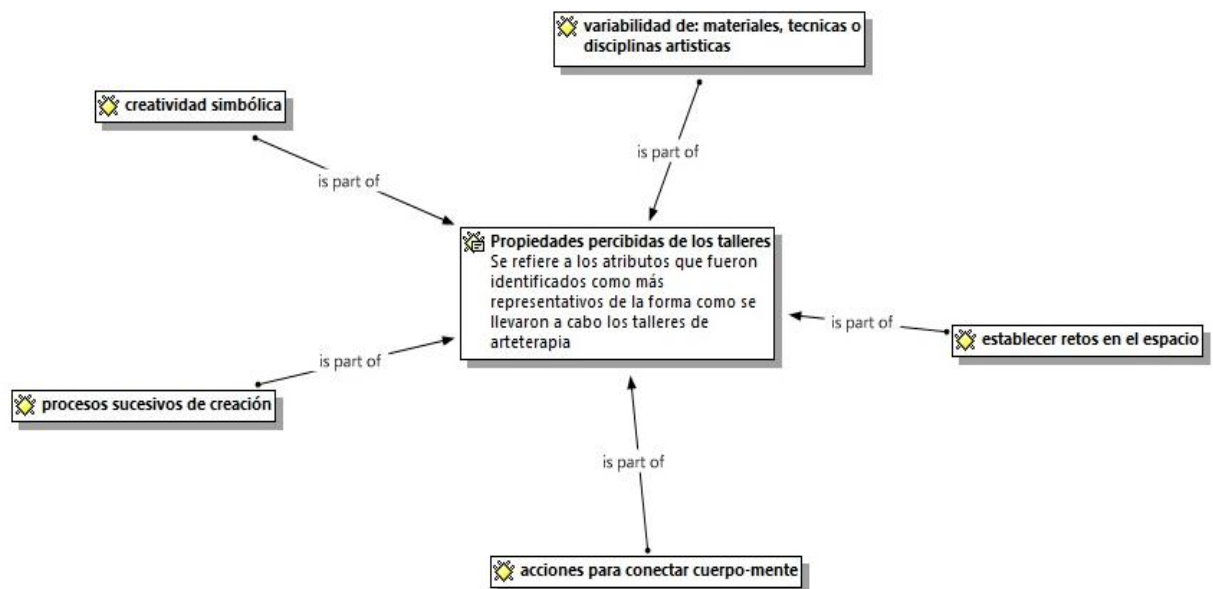 variabilidad de: materiales, tecnicas o
disciplinas artisticas
creatividad simbólica
is part of
is part of
Propiedades percibidas de los talleres
Se refiere a los atributos que fueron
identificados como más
representativos de la forma como se
llevaron a cabo los talleres de
arteterapia
is part of
establecer retos en el espacio
is part of
procesos sucesivos de creación
is part of
acciones para conectar cuerpo-mente